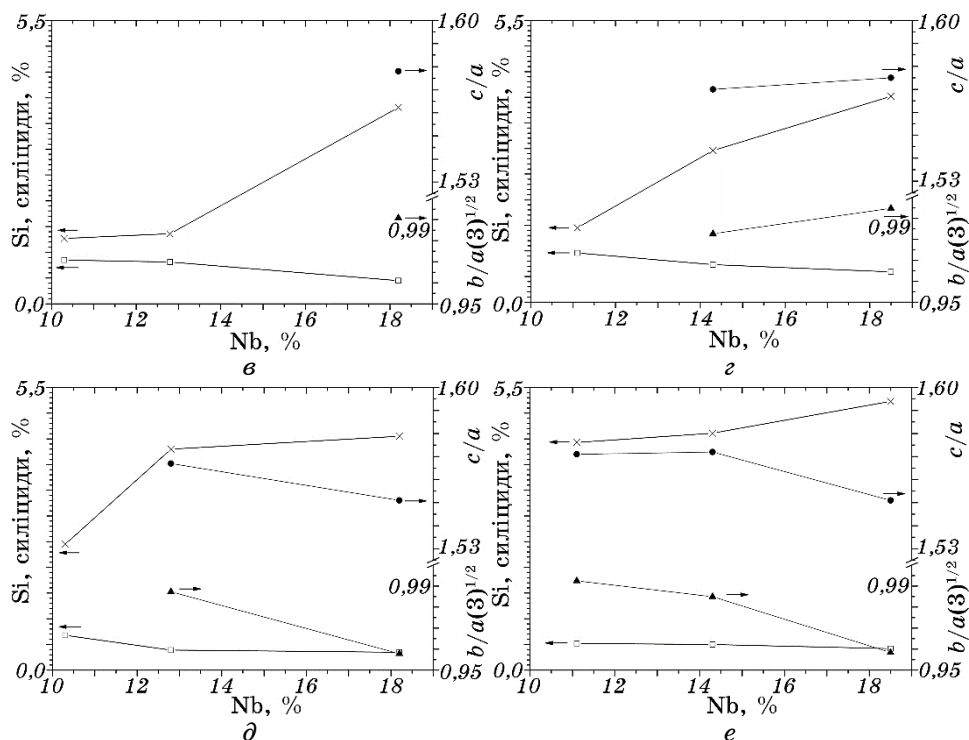 5,5
Si, силіциди, %
0,0
1,60
c/a
1,53
0,99
b/a(3)^1/2
0,95
10 12 14 16 18
Nb, %
в
5,5
Si, силіциди, %
0,0
1,60
c/a
1,53
0,99
b/a(3)^1/2
0,95
10 12 14 16 18
Nb, %
г
5,5
Si, силіциди, %
0,0
1,60
c/a
1,53
0,99
b/a(3)^1/2
0,95
10 12 14 16 18
Nb, %
д
5,5
Si, силіциди, %
0,0
1,60
c/a
1,53
0,99
b/a(3)^1/2
0,95
10 12 14 16 18
Nb, %
е